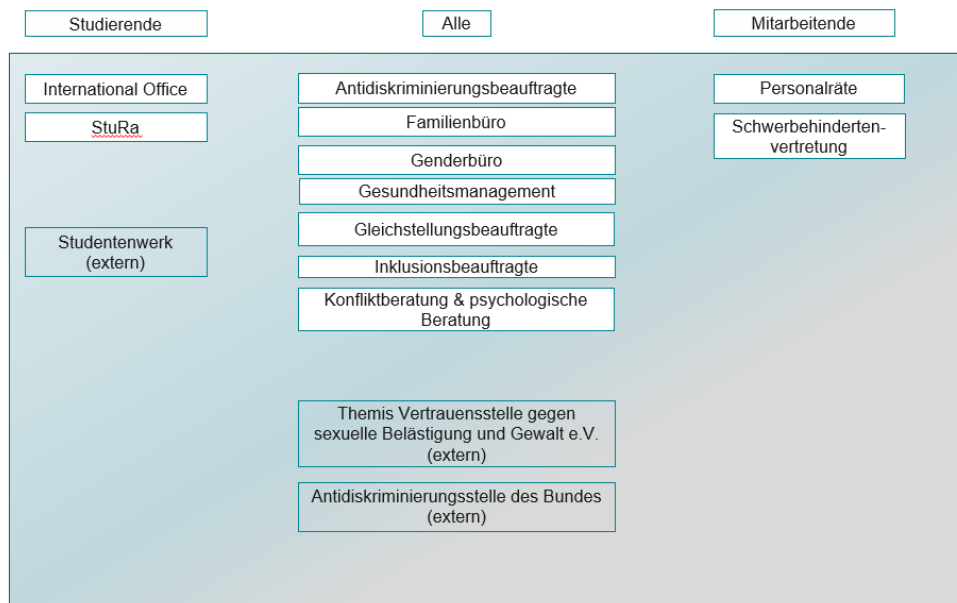 Studierende
Alle
Mitarbeitende
International Office
StuRa
Studentenwerk
(extern)
Antidiskriminierungsbeauftragte
Familienbüro
Genderbüro
Gesundheitsmanagement
Gleichstellungsbeauftragte
Inklusionsbeauftragte
Konfliktberatung & psychologische
Beratung
Themis Vertrauensstelle gegen
sexuelle Belästigung und Gewalt e.V.
(extern)
Antidiskriminierungsstelle des Bundes
(extern)
Personalräte
Schwerbehinderten-
vertretung